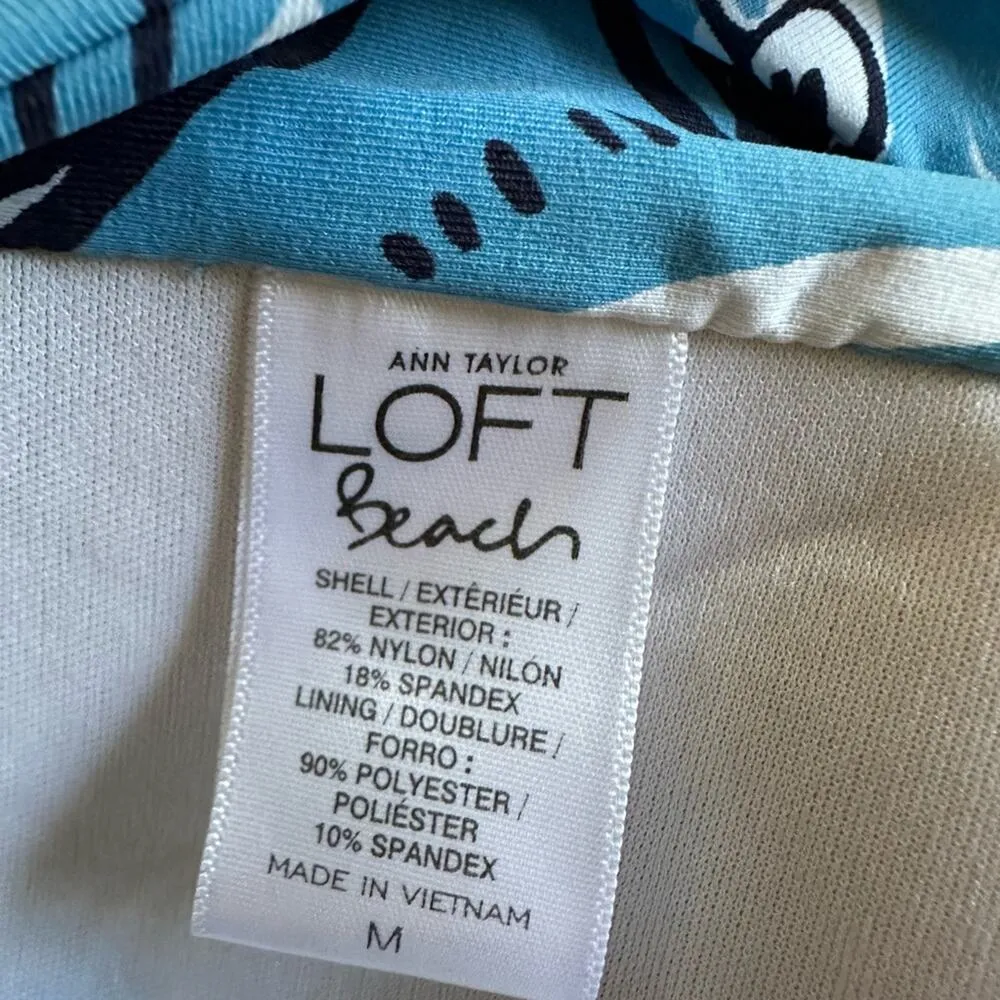 ANN TAYLOR
LOFT
Beach
SHELL / EXTÊRIÉUR /
EXTERIOR :
82% NYLON / NILÓN
18% SPANDEX
LINING / DOUBLURE /
FORRO :
90% POLYESTER /
POLIÉSTER
10% SPANDEX
MADE IN VIETNAM
M